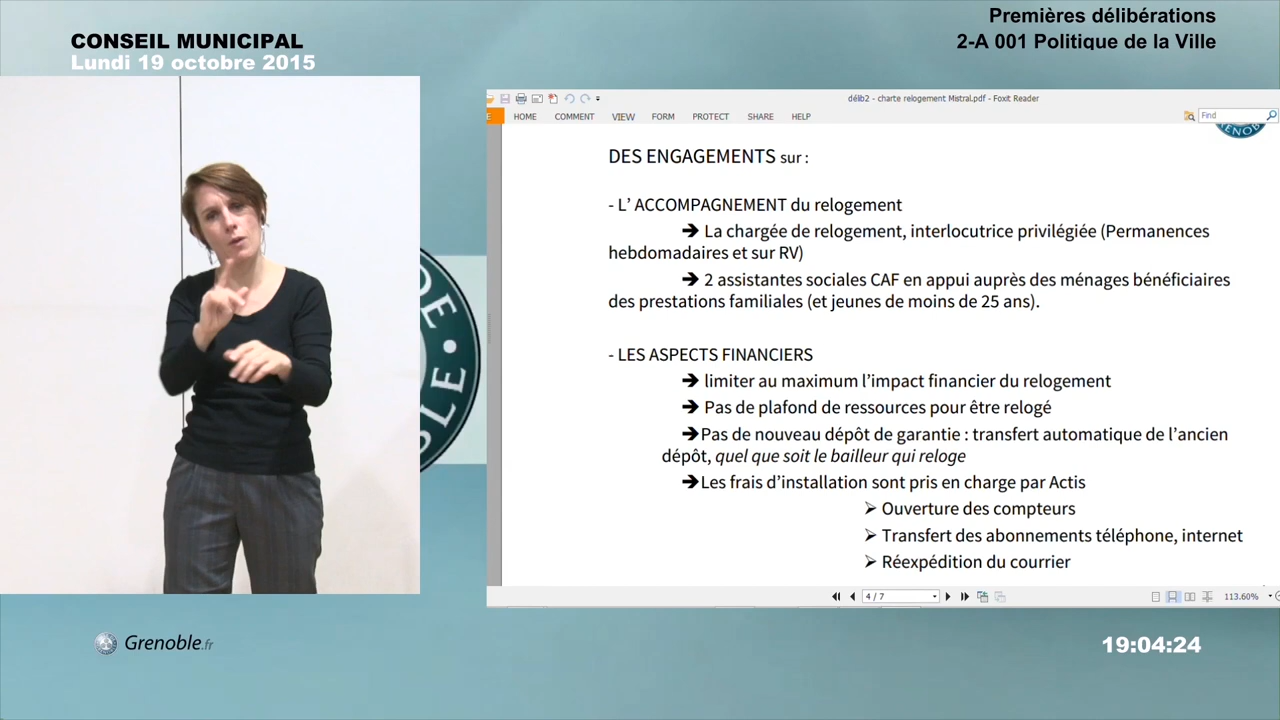 CONSEIL MUNICIPAL
Lundi 19 octobre 2015
Premières délibérations
2-A 001 Politique de la Ville
délib2 - charte relogement Mistral.pdf - Foxit Reader
E HOME COMMENT VIEW FORM PROTECT SHARE HELP
Find
GRENOB
DES ENGAGEMENTS sur :
- L’ ACCOMPAGNEMENT du relogement
➔ La chargée de relogement, interlocutrice privilégiée (Permanences
hebdomadaires et sur RV)
➔ 2 assistantes sociales CAF en appui auprès des ménages bénéficiaires
des prestations familiales (et jeunes de moins de 25 ans).
- LES ASPECTS FINANCIERS
➔ limiter au maximum l’impact financier du relogement
➔ Pas de plafond de ressources pour être relogé
➔Pas de nouveau dépôt de garantie : transfert automatique de l’ancien
dépôt, quel que soit le bailleur qui reloge
➔Les frais d’installation sont pris en charge par Actis
➢ Ouverture des compteurs
➢ Transfert des abonnements téléphone, internet
➢ Réexpédition du courrier
4 / 7
113.60%
DE
OBLE
Grenoble.fr
19:04:24